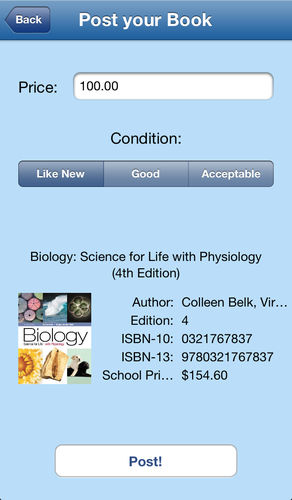 Back
Post your Book
Price:
100.00
Condition:
Like New
Good
Acceptable
Biology: Science for Life with Physiology
(4th Edition)
Biology
Science for Life with Physiology
Author: Colleen Belk, Vir...
Edition: 4
ISBN-10: 0321767837
ISBN-13: 9780321767837
School Pri... $154.60
Post!